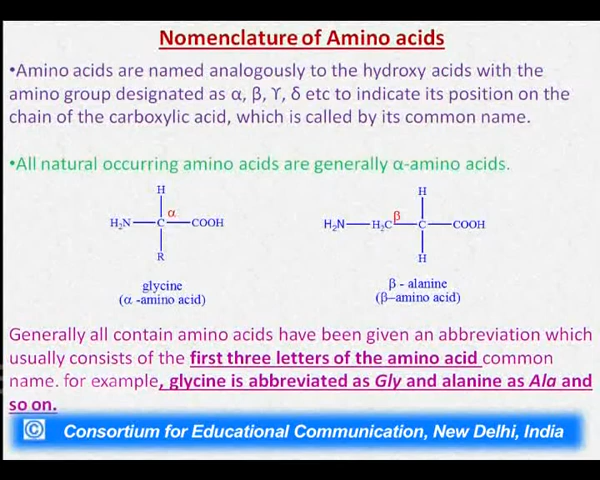 Nomenclature of Amino acids
•Amino acids are named analogously to the hydroxy acids with the
amino group designated as α, β, ϒ, δ etc to indicate its position on the
chain of the carboxylic acid, which is called by its common name.
•All natural occurring amino acids are generally α-amino acids.
H
α
H₂N C COOH
R
glycine
(α -amino acid)
H
β
H₂N H₂C C COOH
H
β - alanine
(β–amino acid)
Generally all contain amino acids have been given an abbreviation which
usually consists of the first three letters of the amino acid common
name. for example, glycine is abbreviated as Gly and alanine as Ala and
so on.
© Consortium for Educational Communication, New Delhi, India